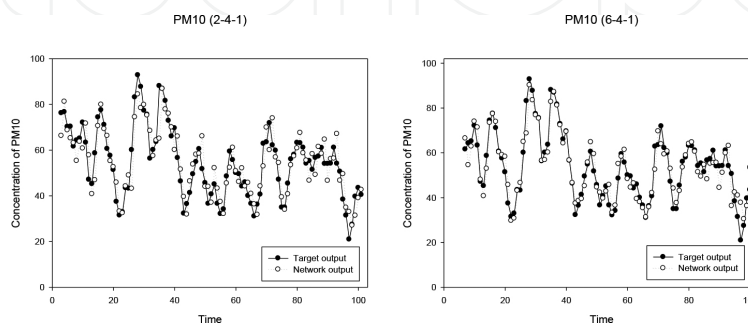 PM10 (2-4-1)
Concentration of PM10
100
80
60
40
20
0
0 20 40 60 80 100
Time
Target output
Network output
PM10 (6-4-1)
Concentration of PM10
100
80
60
40
20
0
0 20 40 60 80
Time
Target output
Network output